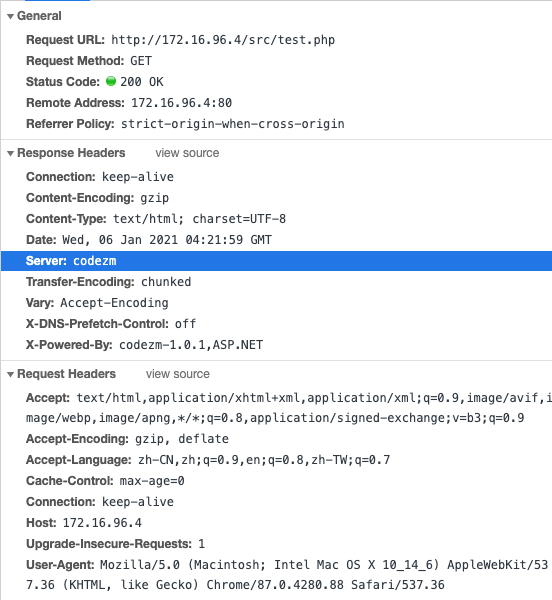 General
Request URL: http://172.16.96.4/src/test.php
Request Method: GET
Status Code: 200 OK
Remote Address: 172.16.96.4:80
Referrer Policy: strict-origin-when-cross-origin
Response Headers view source
Connection: keep-alive
Content-Encoding: gzip
Content-Type: text/html; charset=UTF-8
Date: Wed, 06 Jan 2021 04:21:59 GMT
Server: codezm
Transfer-Encoding: chunked
Vary: Accept-Encoding
X-DNS-Prefetch-Control: off
X-Powered-By: codezm-1.0.1,ASP.NET
Request Headers view source
Accept: text/html,application/xhtml+xml,application/xml;q=0.9,image/avif,i
mage/webp,image/apng,*/*;q=0.8,application/signed-exchange;v=b3;q=0.9
Accept-Encoding: gzip, deflate
Accept-Language: zh-CN,zh;q=0.9,en;q=0.8,zh-TW;q=0.7
Cache-Control: max-age=0
Connection: keep-alive
Host: 172.16.96.4
Upgrade-Insecure-Requests: 1
User-Agent: Mozilla/5.0 (Macintosh; Intel Mac OS X 10_14_6) AppleWebKit/53
7.36 (KHTML, like Gecko) Chrome/87.0.4280.88 Safari/537.36